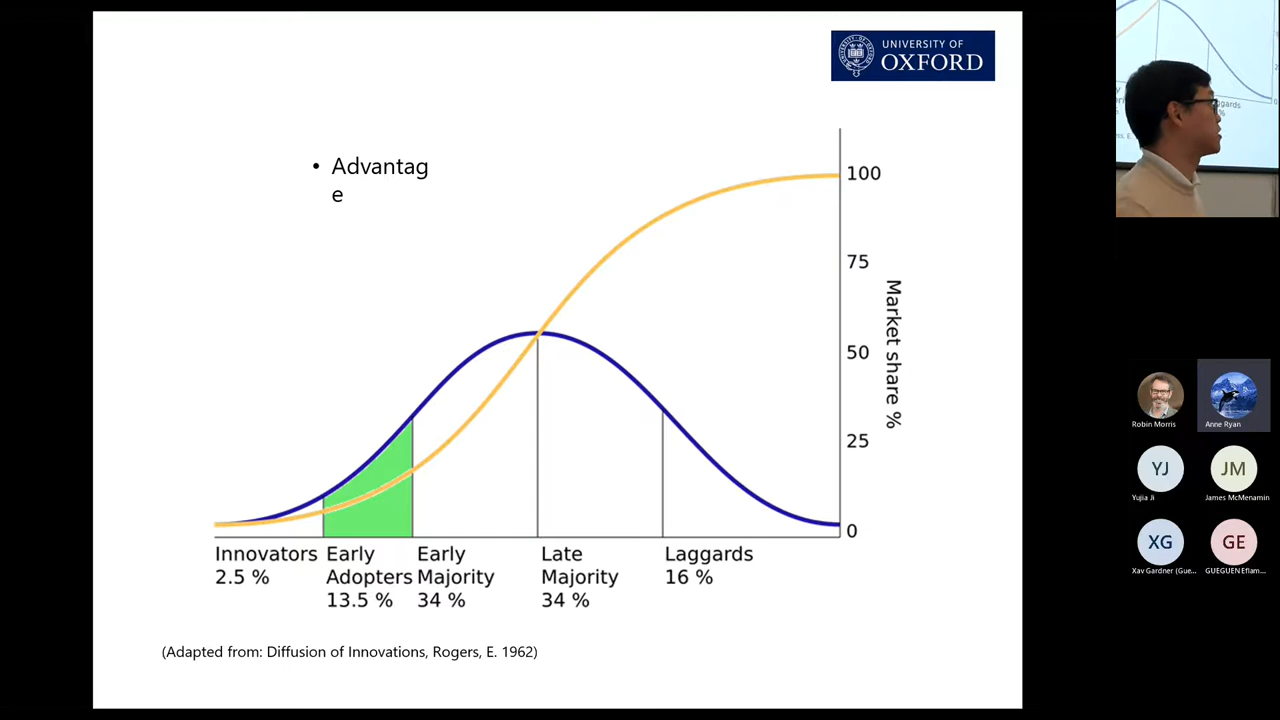 UNIVERSITY OF
OXFORD
• Advantag
e
100
75
50
25
0
Market share %
Innovators
2.5 %
Early
Adopters
13.5 %
Early
Majority
34 %
Late
Majority
34 %
Laggards
16 %
(Adapted from: Diffusion of Innovations, Rogers, E. 1962)
ggards
%
Robin Morris
Anne Ryan
YJ
Yujia Ji
JM
James McMenamin
XG
Xav Gardner (Gue...
GE
GUEGUEN Eflam...